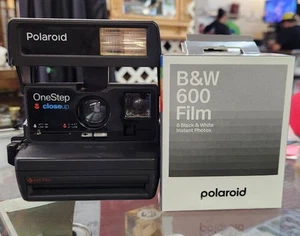 Polaroid
OneStep
closeup
B&W
600
Film
8 Black & White
Instant Photos
polaroid